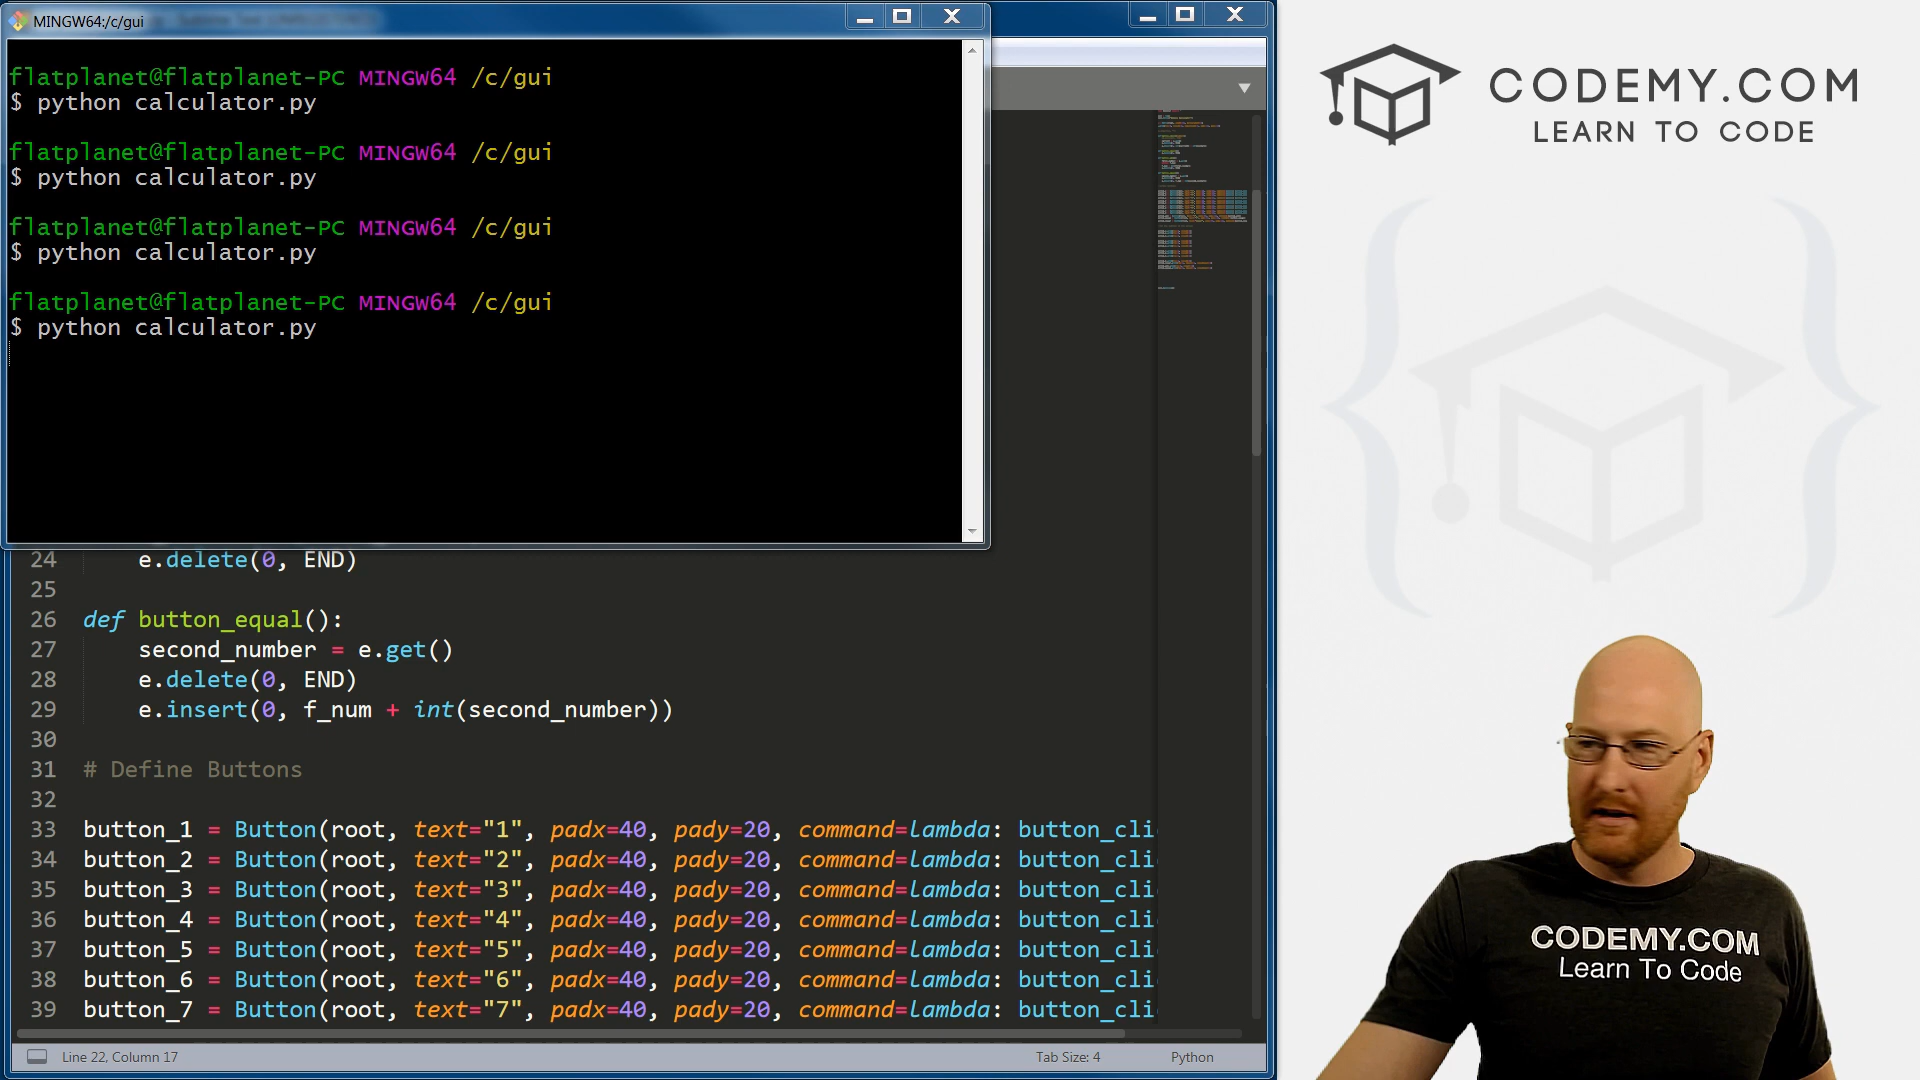 MINGW64:/c/gui
flatplanet@flatplanet-PC MINGW64 /c/gui
$ python calculator.py
flatplanet@flatplanet-PC MINGW64 /c/gui
$ python calculator.py
flatplanet@flatplanet-PC MINGW64 /c/gui
$ python calculator.py
flatplanet@flatplanet-PC MINGW64 /c/gui
$ python calculator.py
24 e.delete(0, END)
25
26 def button_equal():
27 second_number = e.get()
28 e.delete(0, END)
29 e.insert(0, f_num + int(second_number))
30
31 # Define Buttons
32
33 button_1 = Button(root, text="1", padx=40, pady=20, command=lambda: button_cli
34 button_2 = Button(root, text="2", padx=40, pady=20, command=lambda: button_cli
35 button_3 = Button(root, text="3", padx=40, pady=20, command=lambda: button_cli
36 button_4 = Button(root, text="4", padx=40, pady=20, command=lambda: button_cli
37 button_5 = Button(root, text="5", padx=40, pady=20, command=lambda: button_cli
38 button_6 = Button(root, text="6", padx=40, pady=20, command=lambda: button_cli
39 button_7 = Button(root, text="7", padx=40, pady=20, command=lambda: button_cli
Line 22, Column 17
Tab Size: 4
Python
CODEMY.COM
LEARN TO CODE
CODEMY.COM
Learn To Code